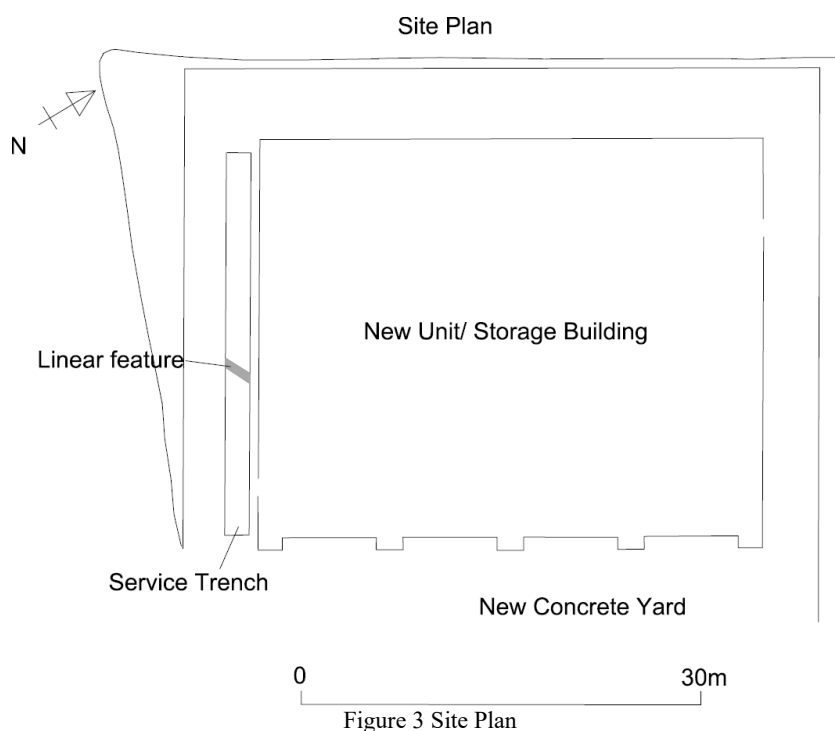 Site Plan
N
New Unit/ Storage Building
Linear feature
Service Trench
New Concrete Yard
0 30m
Figure 3 Site Plan